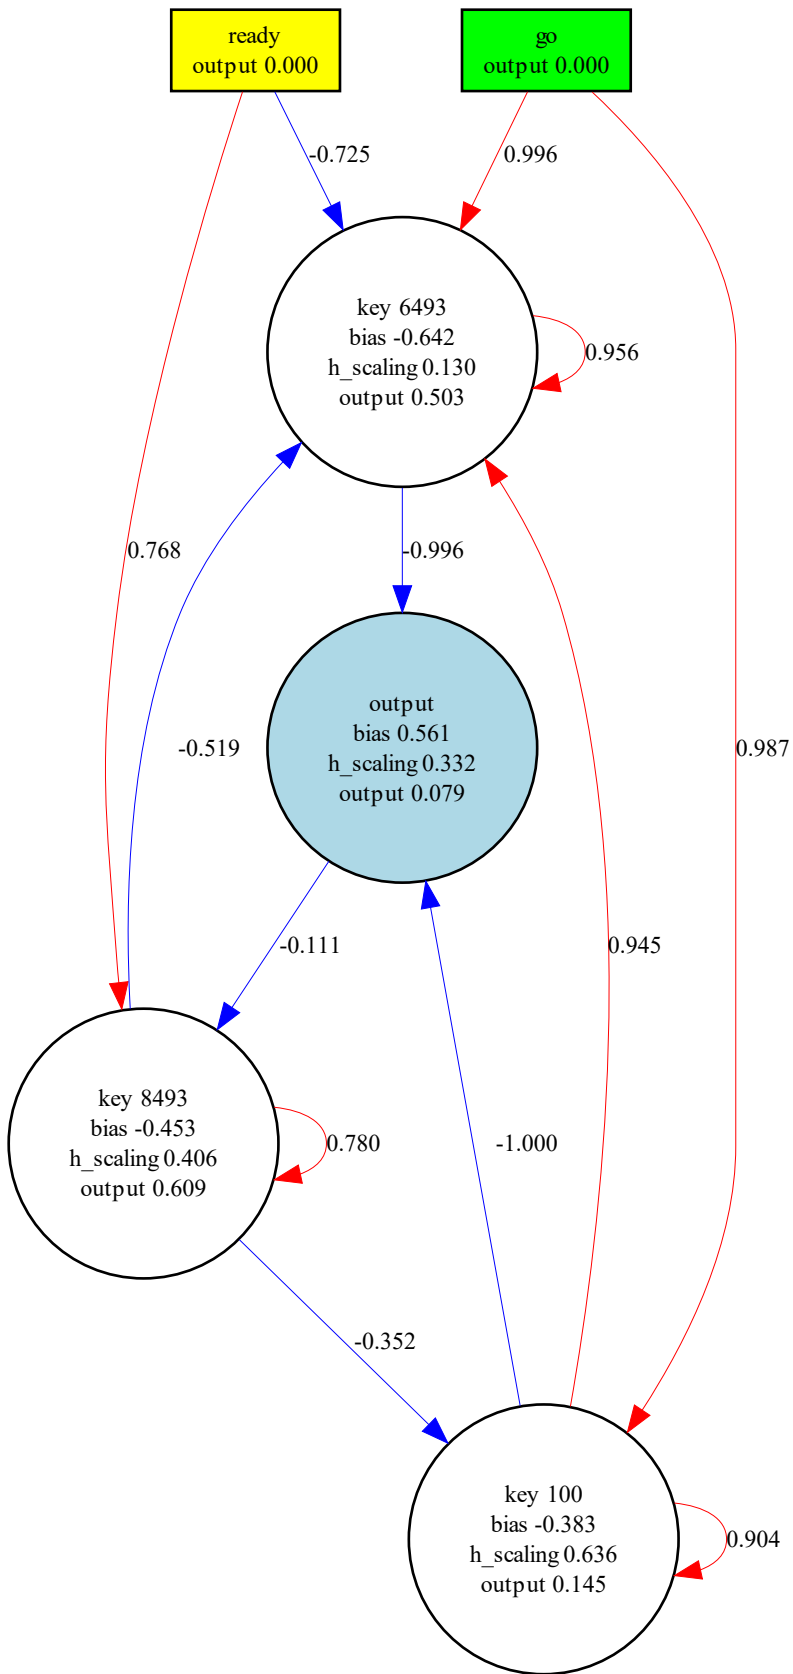 ready
output 0.000
go
output 0.000
-0.725
0.996
key 6493
bias -0.642
h_scaling 0.130
output 0.503
0.956
0.768
-0.996
output
bias 0.561
h_scaling 0.332
output 0.079
-0.519
0.987
-0.111
0.945
key 8493
bias -0.453
h_scaling 0.406
output 0.609
0.780
-1.000
-0.352
key 100
bias -0.383
h_scaling 0.636
output 0.145
0.904